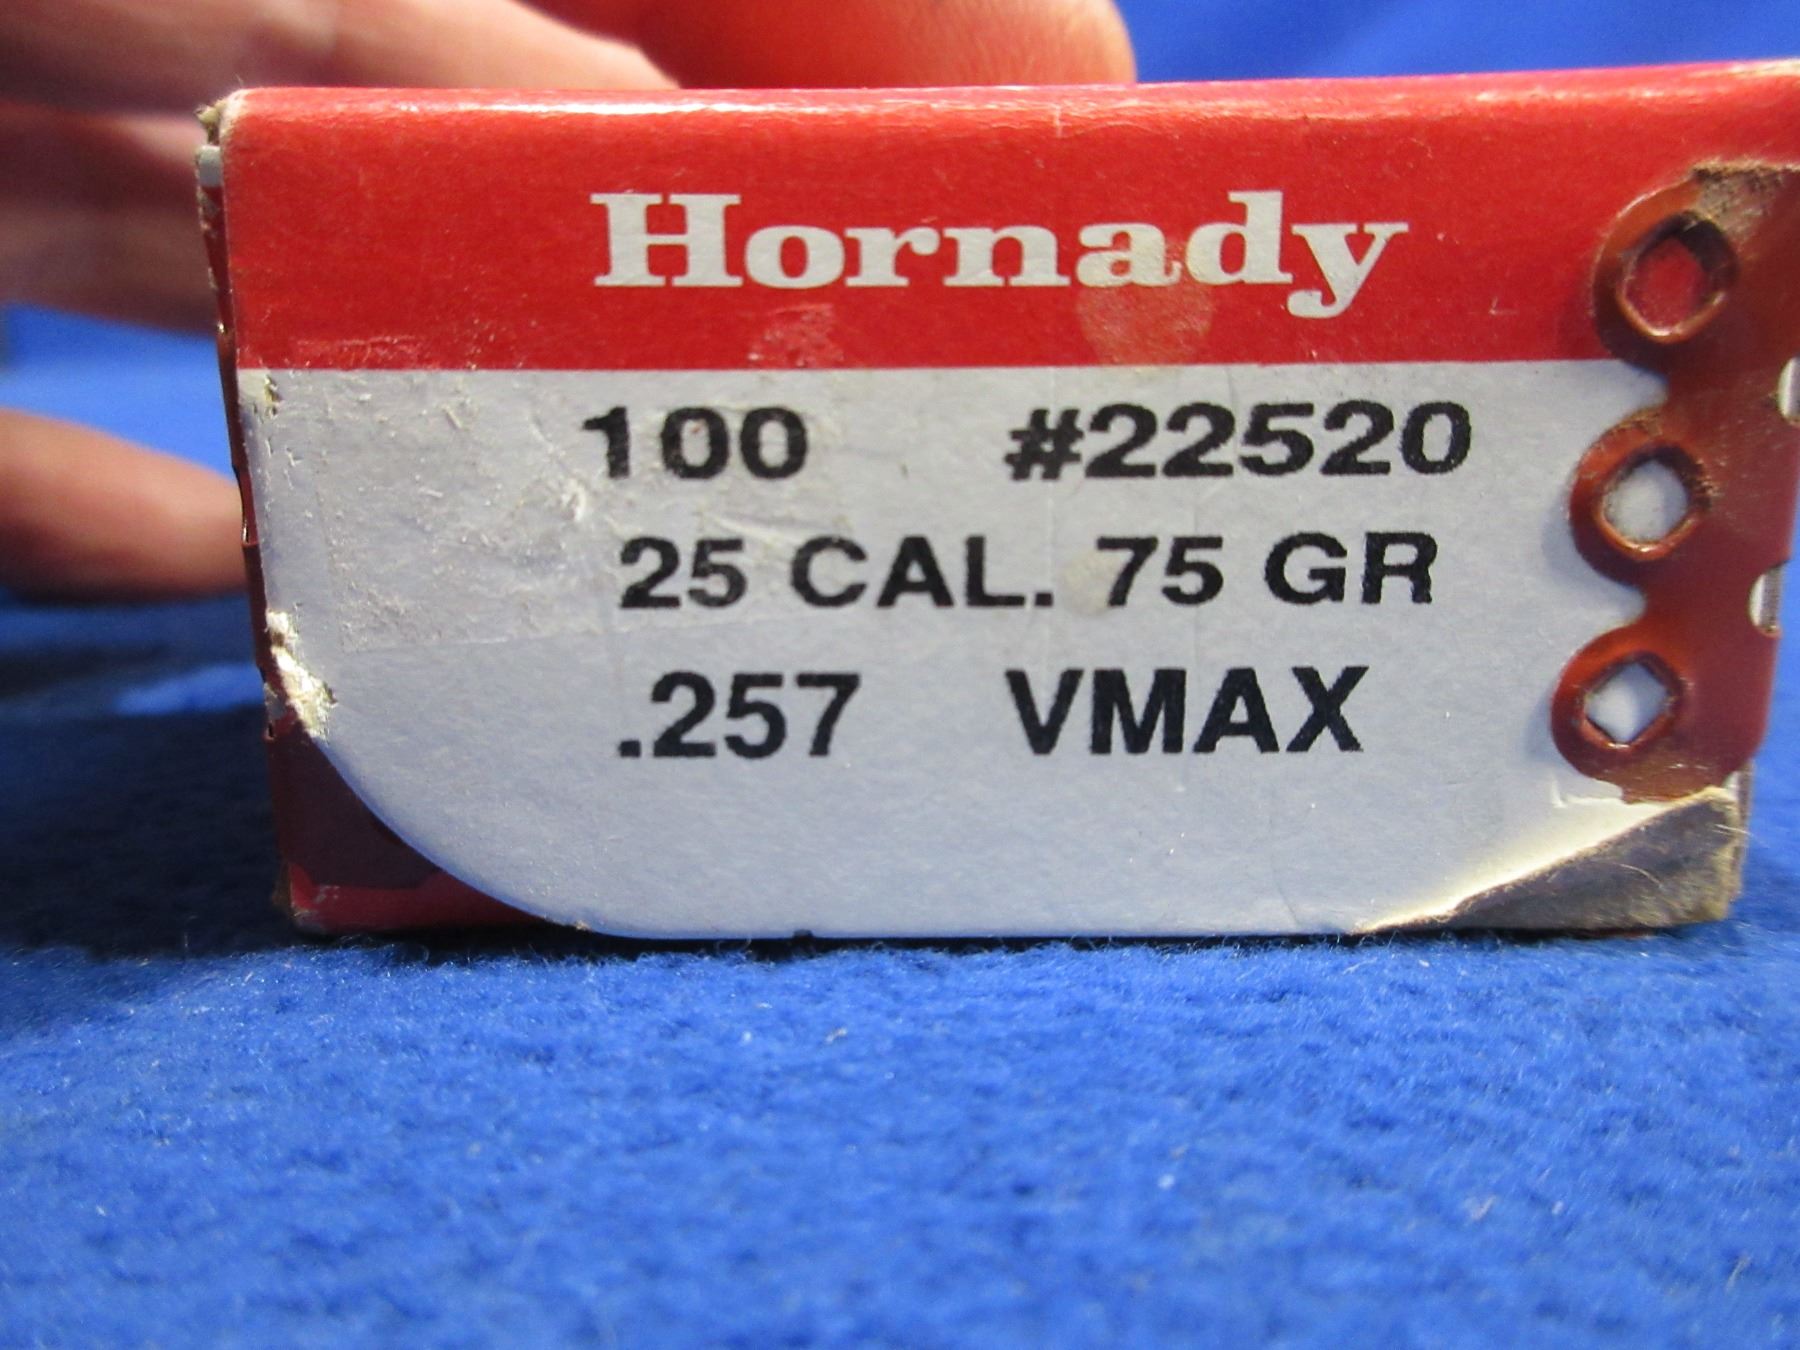 Hornady
100 #22520
25 CAL. 75 GR
.257 VMAX